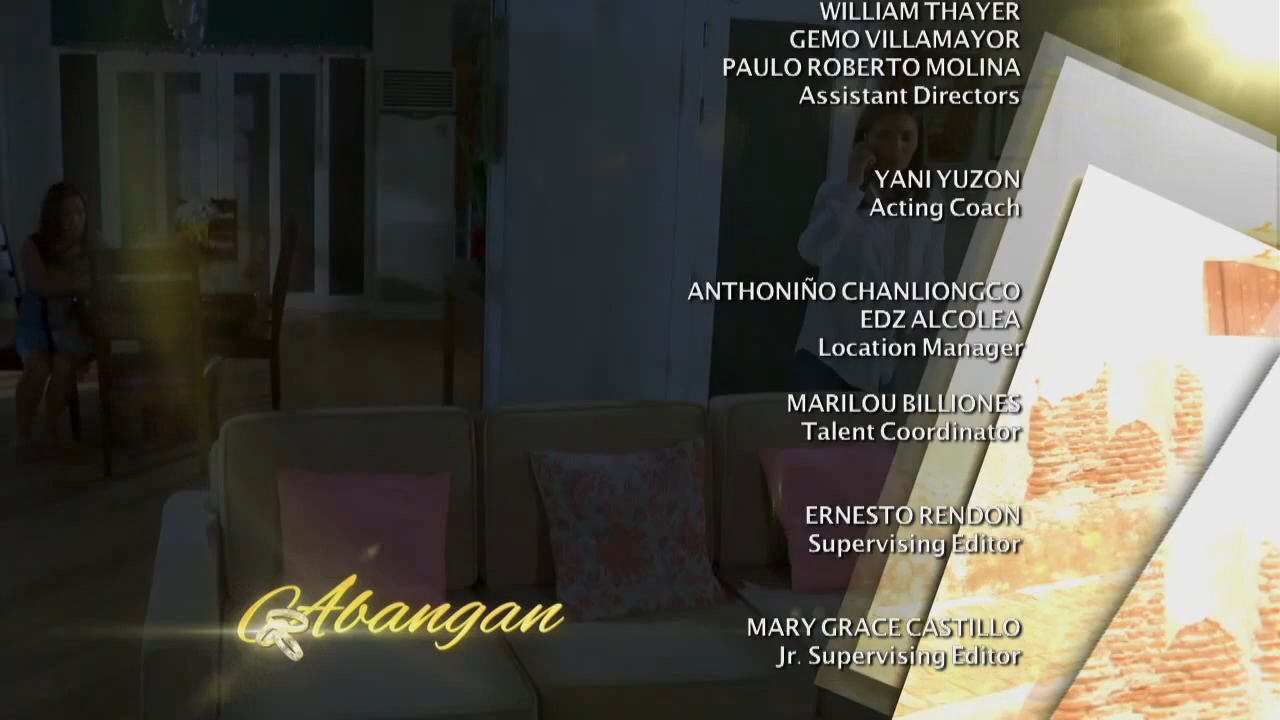 WILLIAM THAYER
GEMO VILLAMAYOR
PAULO ROBERTO MOLINA
Assistant Directors
YANI YUZON
Acting Coach
ANTHONIÑO CHANLIONGCO
EDZ ALCOLEA
Location Manager
MARILOU BILLIONES
Talent Coordinator
ERNESTO RENDON
Supervising Editor
MARY GRACE CASTILLO
Jr. Supervising Editor
Abangan